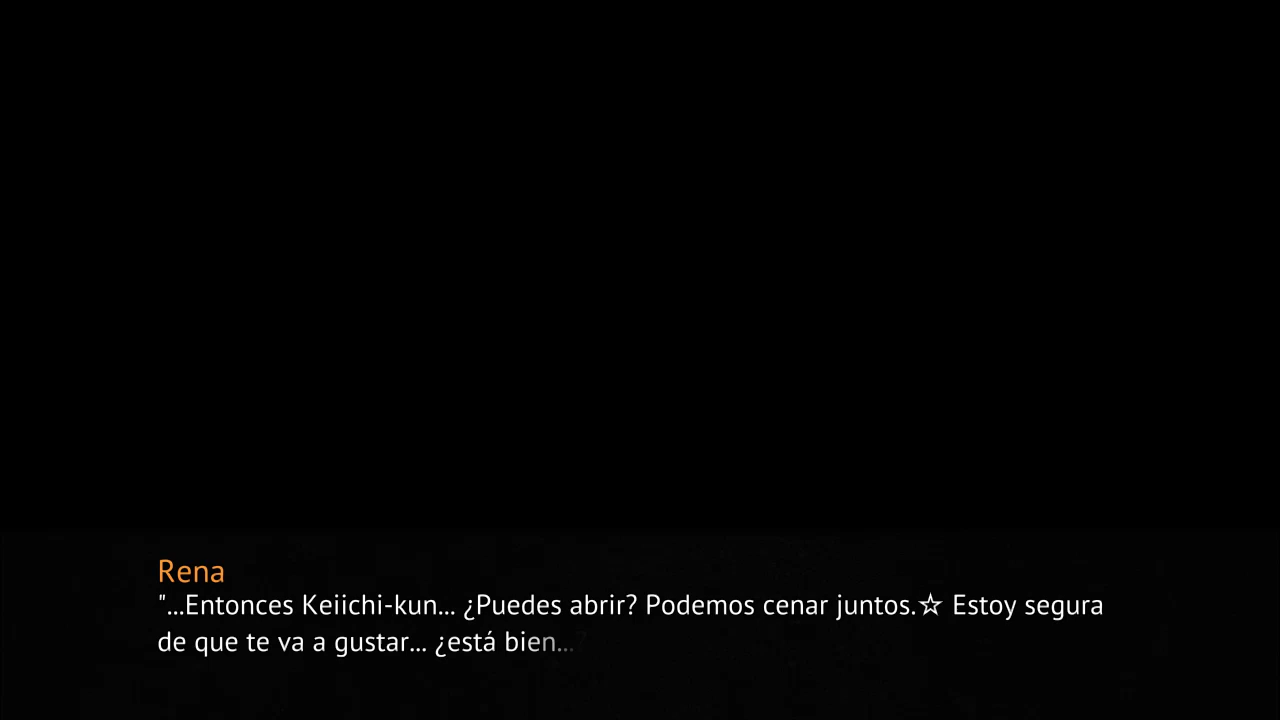 Rena
"...Entonces Keiichi-kun... ¿Puedes abrir? Podemos cenar juntos.☆ Estoy segura
de que te va a gustar... ¿está bien...?